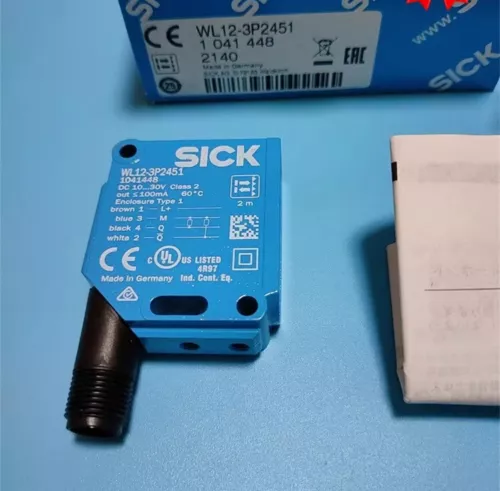 CE
WL12-3P2451
1 041 448
2140
Made in Germany
EAC
SICK
SICK
WL12-3P2451
1041448
DC 10...30V Class 2
out ≤100mA 60°C
Enclosure Type 1
brown 1 — L+
blue 3 — M
black 4 — Q
white 2 — Q̅
2 m
CE
C UL US LISTED
4R97
Made in Germany Ind. Cont. Eq.